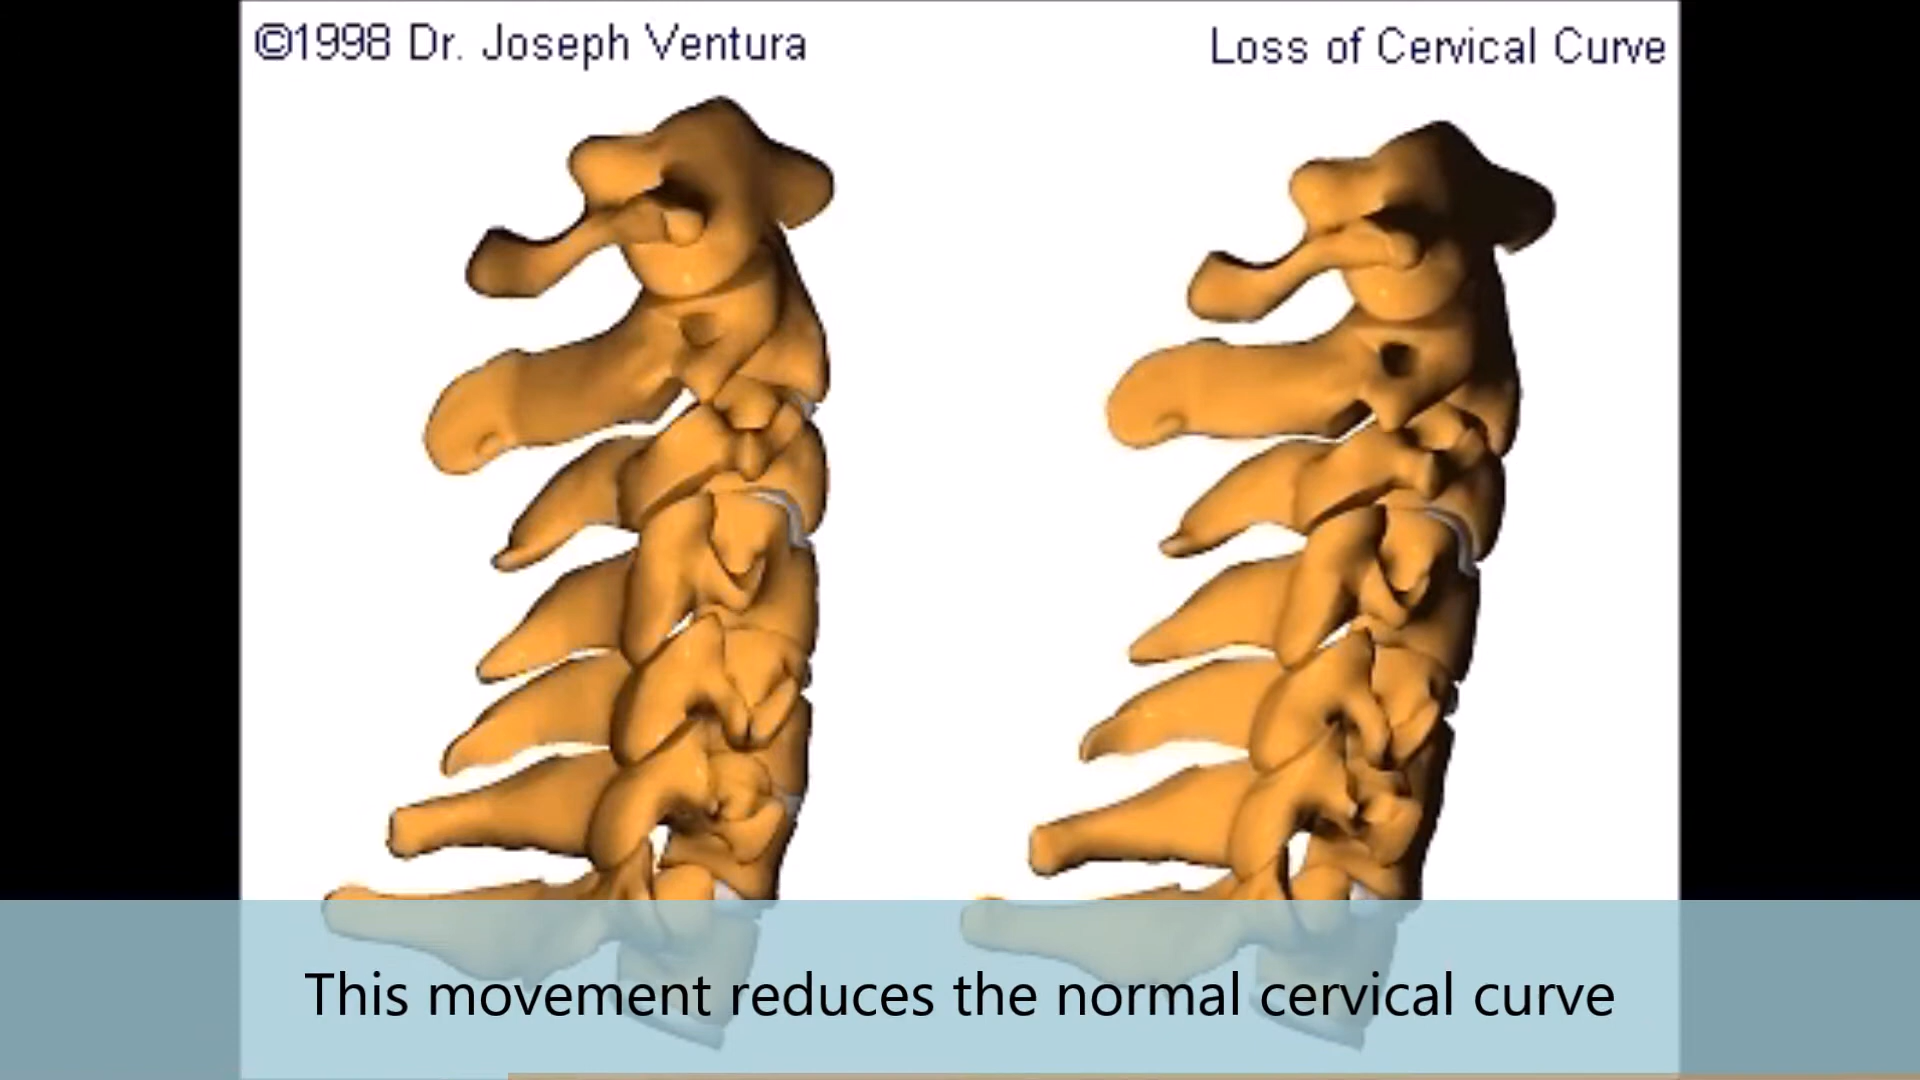 ©1998 Dr. Joseph Ventura
Loss of Cervical Curve
This movement reduces the normal cervical curve